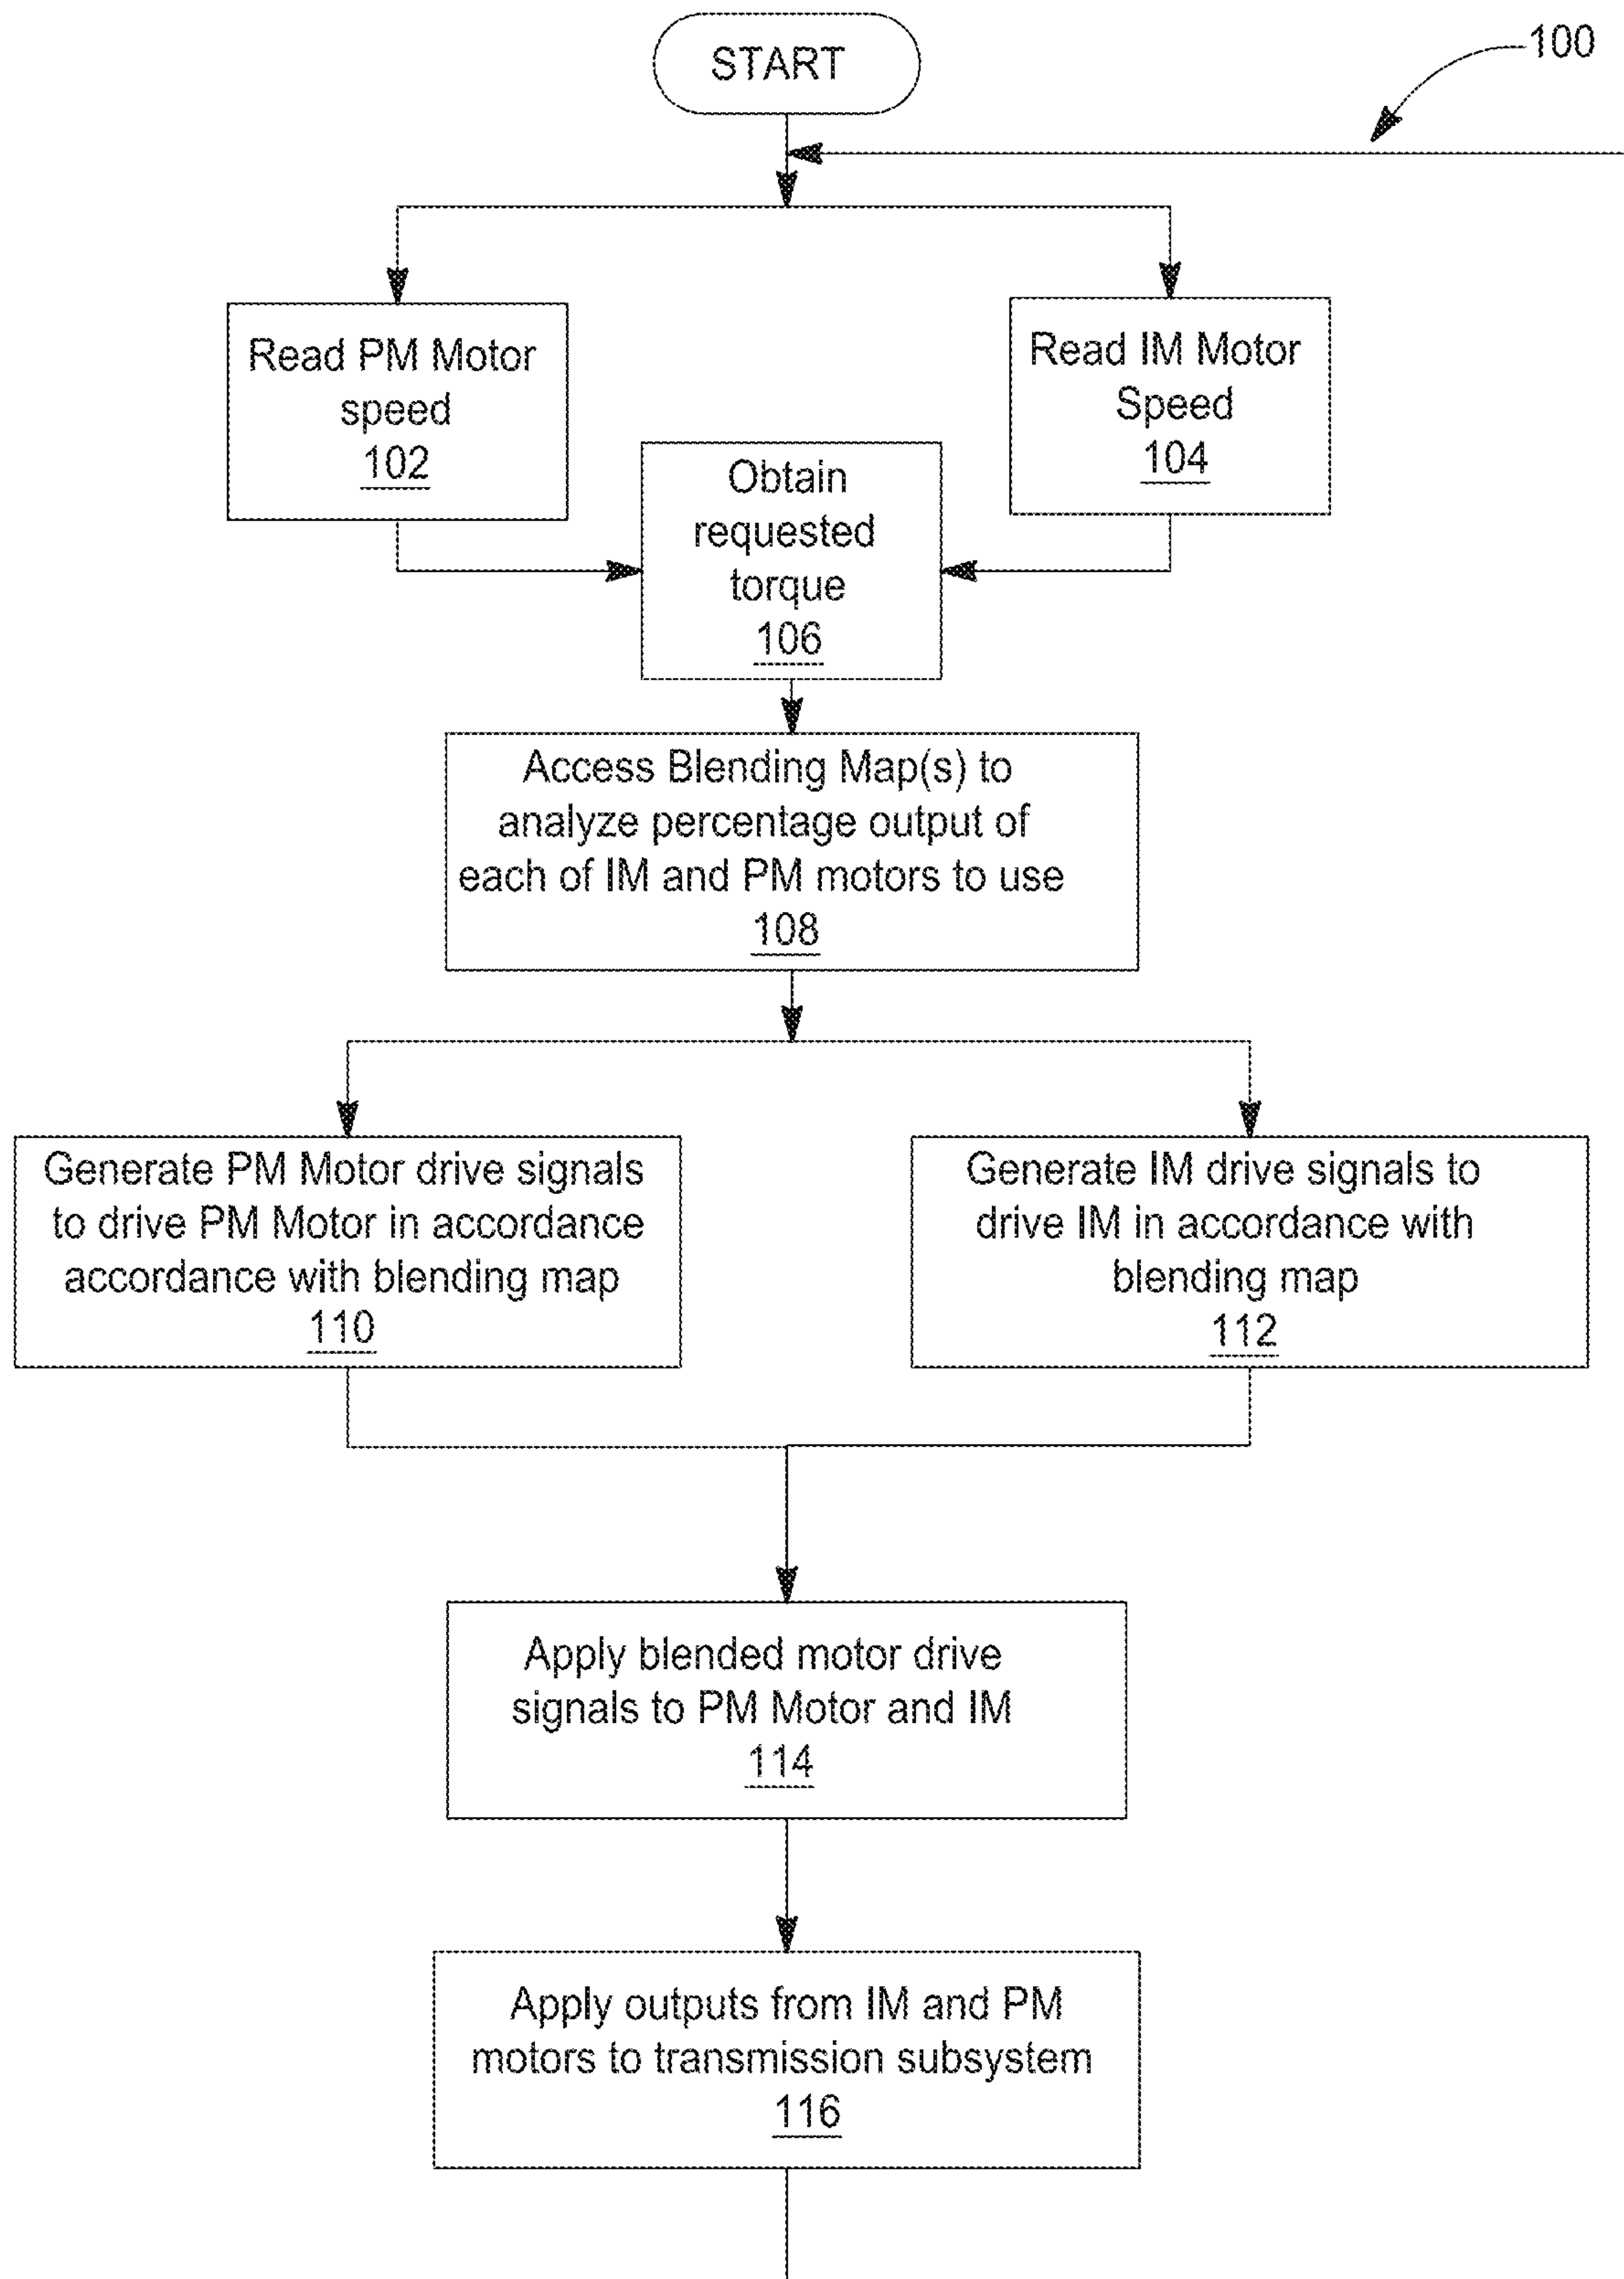 START
100
Read PM Motor
speed
102
Read IM Motor
Speed
104
Obtain
requested
torque
106
Access Blending Map(s) to
analyze percentage output of
each of IM and PM motors to use
108
Generate PM Motor drive signals
to drive PM Motor in accordance
accordance with blending map
110
Generate IM drive signals to
drive IM in accordance with
blending map
112
Apply blended motor drive
signals to PM Motor and IM
114
Apply outputs from IM and PM
motors to transmission subsystem
116